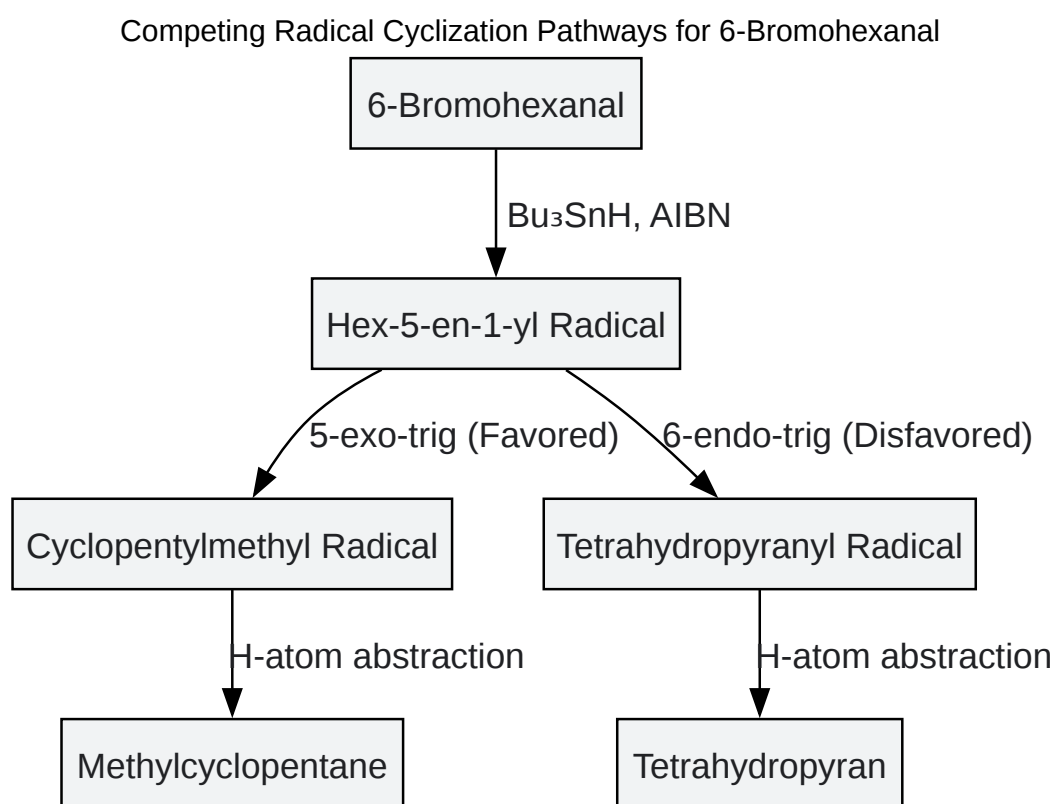 Competing Radical Cyclization Pathways for 6-Bromohexanal
6-Bromohexanal
Bu₃SnH, AIBN
Hex-5-en-1-yl Radical
5-exo-trig (Favored)
6-endo-trig (Disfavored)
Cyclopentylmethyl Radical
Tetrahydropyranyl Radical
H-atom abstraction
H-atom abstraction
Methylcyclopentane
Tetrahydropyran